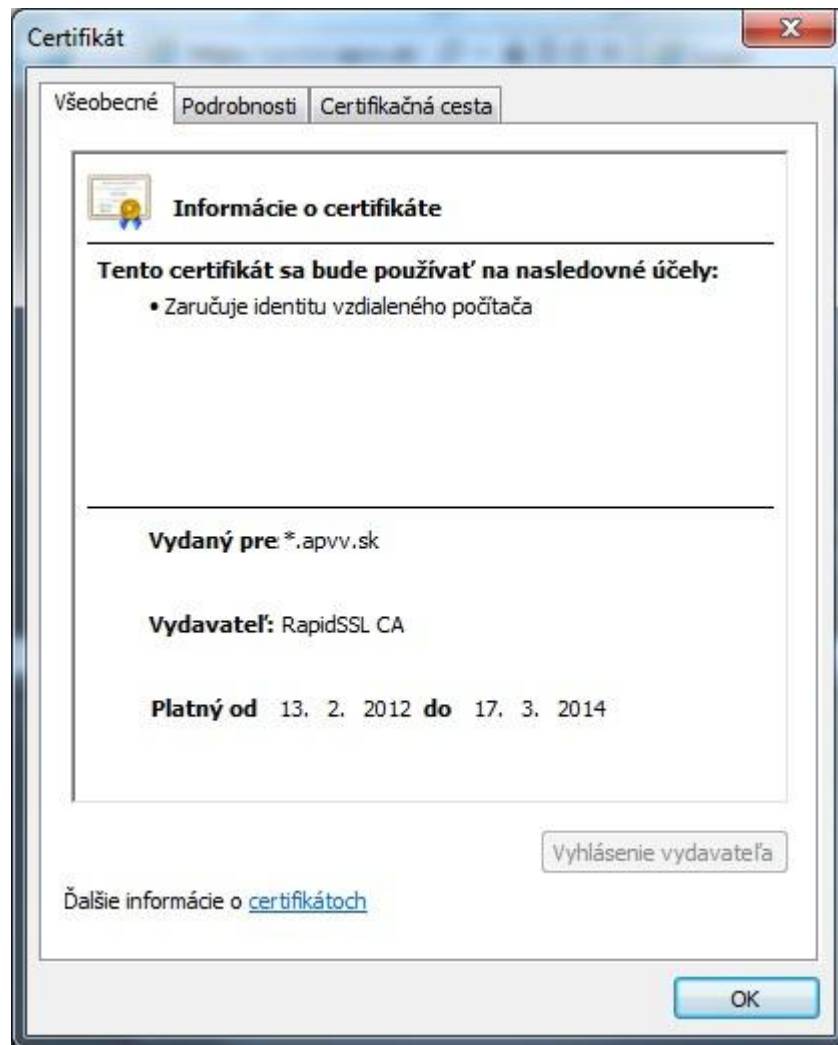 Certifikát
Všeobecné Podrobnosti Certifikačná cesta
Informácie o certifikáte
Tento certifikát sa bude používať na nasledovné účely:
• Zaručuje identitu vzdialeného počítača
Vydaný pre: *.apvv.sk
Vydavateľ: RapidSSL CA
Platný od 13. 2. 2012 do 17. 3. 2014
Vyhlásenie vydavateľa
Ďalšie informácie o certifikátoch
OK